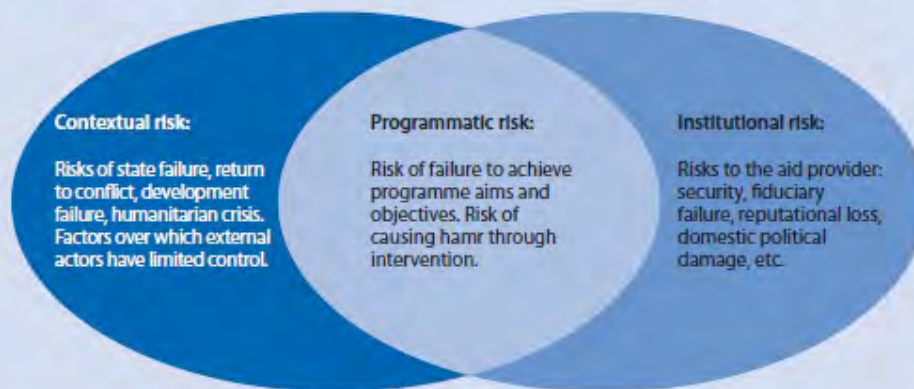 Contextual risk:
Risks of state failure, return
to conflict, development
failure, humanitarian crisis.
Factors over which external
actors have limited control.
Programmatic risk:
Risk of failure to achieve
programme aims and
objectives. Risk of
causing hamr through
intervention.
Institutional risk:
Risks to the aid provider:
security, fiduciary
failure, reputational loss,
domestic political
damage, etc.